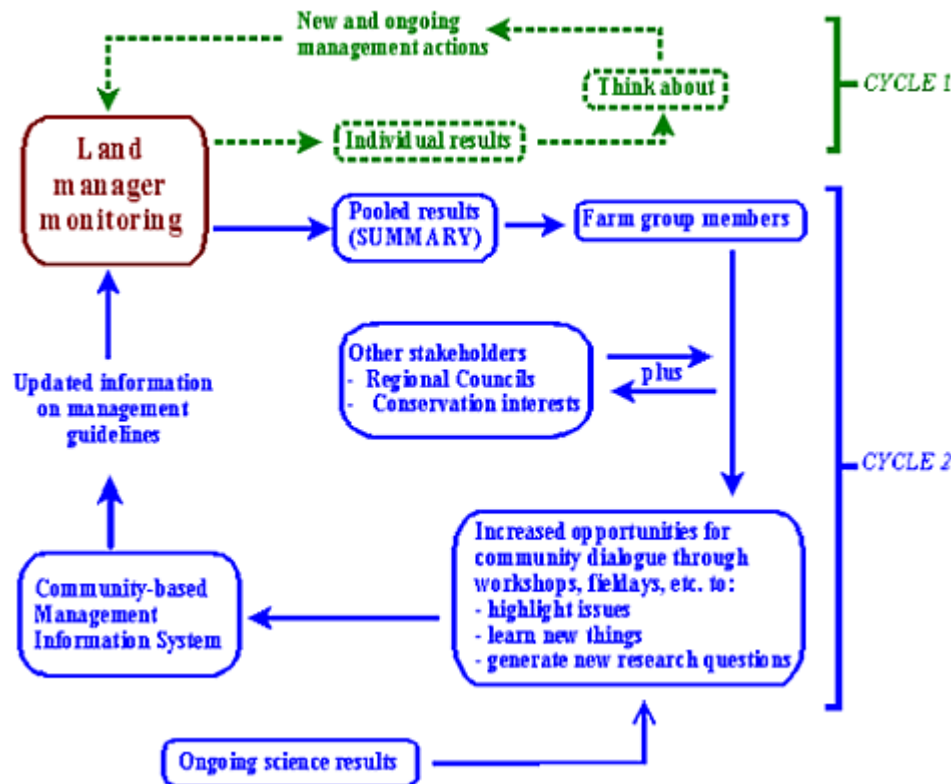 New and ongoing
management actions
Think about
CYCLE 1
Individual results
Land
manager
monitoring
Pooled results
(SUMMARY)
Farm group members
Other stakeholders
- Regional Councils
- Conservation interests
plus
Updated information
on management
guidelines
CYCLE 2
Increased opportunities for
community dialogue through
workshops, fieldays, etc. to:
- highlight issues
- learn new things
- generate new research questions
Community-based
Management
Information System
Ongoing science results